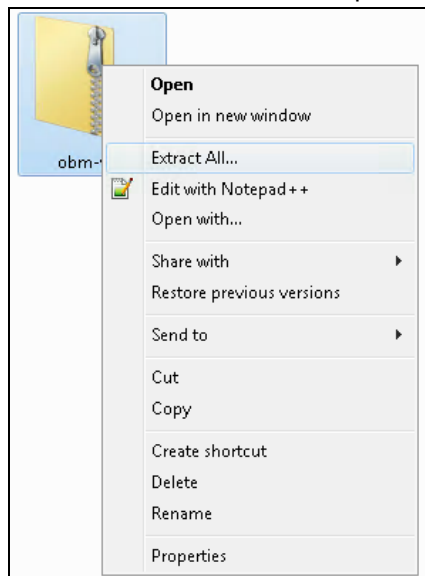 obm-
Open
Open in new window
Extract All...
Edit with Notepad++
Open with...
Share with
Restore previous versions
Send to
Cut
Copy
Create shortcut
Delete
Rename
Properties